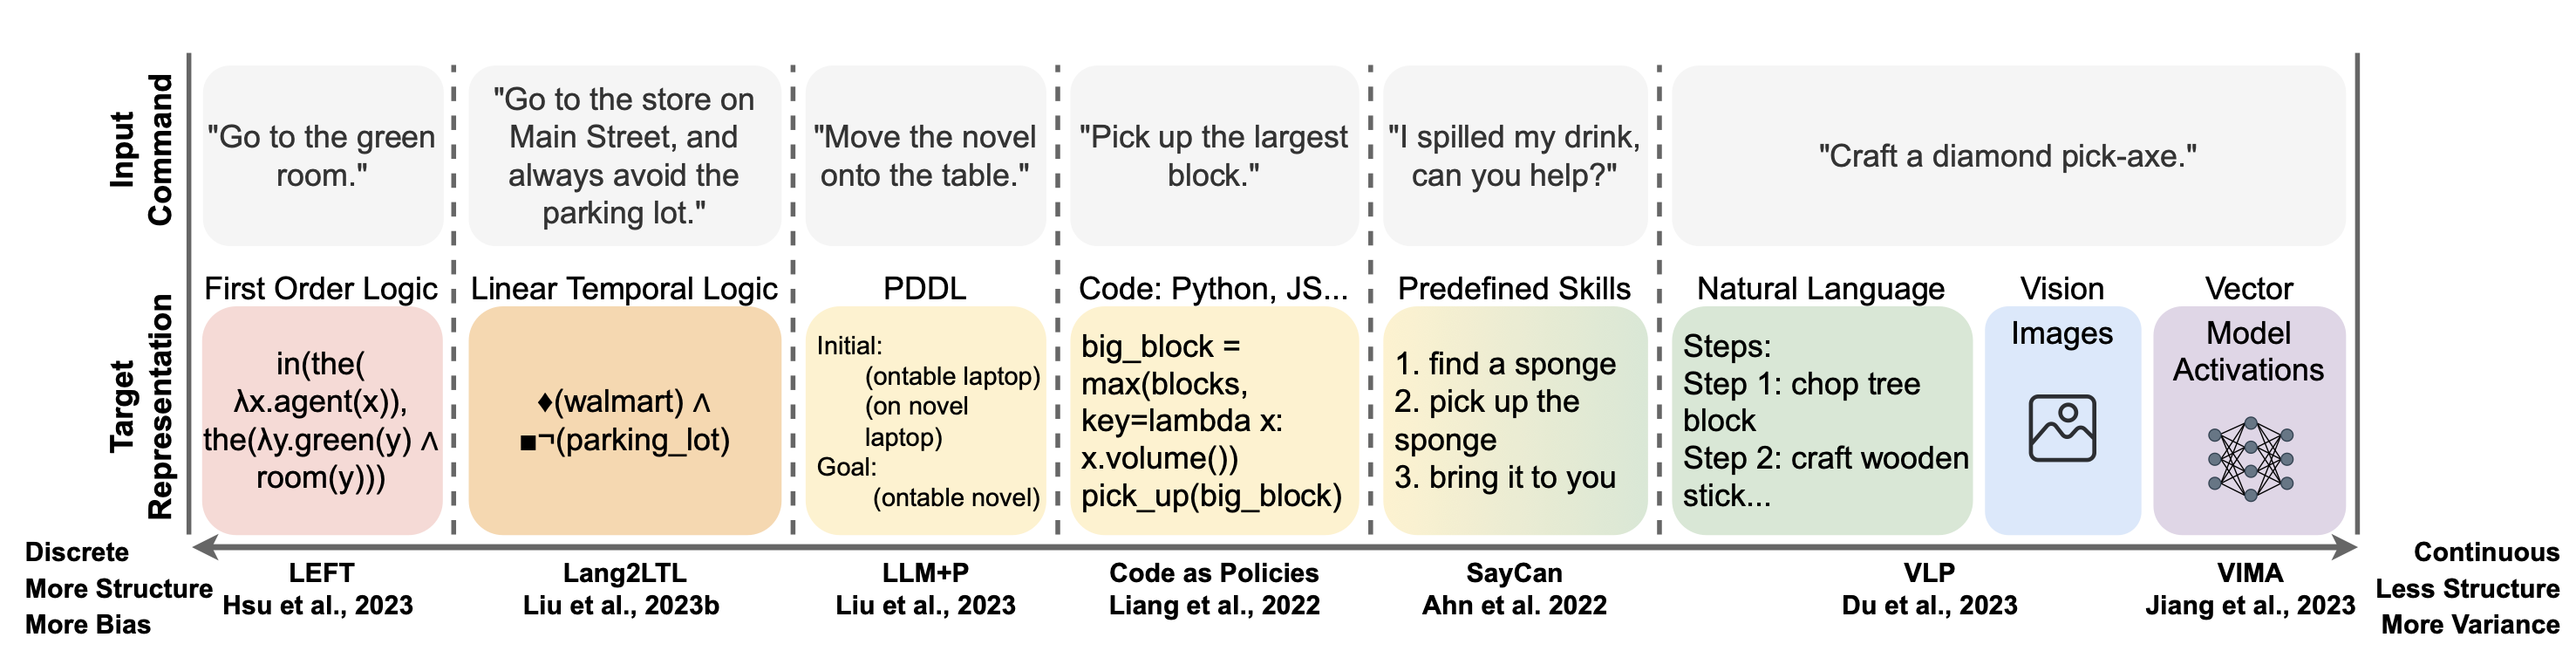 Input
Command
"Go to the green
room."
"Go to the store on
Main Street, and
always avoid the
parking lot."
"Move the novel
onto the table."
"Pick up the largest
block."
"I spilled my drink,
can you help?"
"Craft a diamond pick-axe."
Target
Representation
First Order Logic
in(the(
λx.agent(x)),
the(λy.green(y) ∧
room(y)))
Linear Temporal Logic
♦(walmart) ∧
■¬(parking_lot)
PDDL
Initial:
(ontable laptop)
(on novel
laptop)
Goal:
(ontable novel)
Code: Python, JS...
big_block =
max(blocks,
key=lambda x:
x.volume())
pick_up(big_block)
Predefined Skills
1. find a sponge
2. pick up the
sponge
3. bring it to you
Natural Language
Steps:
Step 1: chop tree
block
Step 2: craft wooden
stick...
Vision
Images
Vector
Model
Activations
Discrete
More Structure
More Bias
LEFT
Hsu et al., 2023
Lang2LTL
Liu et al., 2023b
LLM+P
Liu et al., 2023
Code as Policies
Liang et al., 2022
SayCan
Ahn et al. 2022
VLP
Du et al., 2023
VIMA
Jiang et al., 2023
Continuous
Less Structure
More Variance